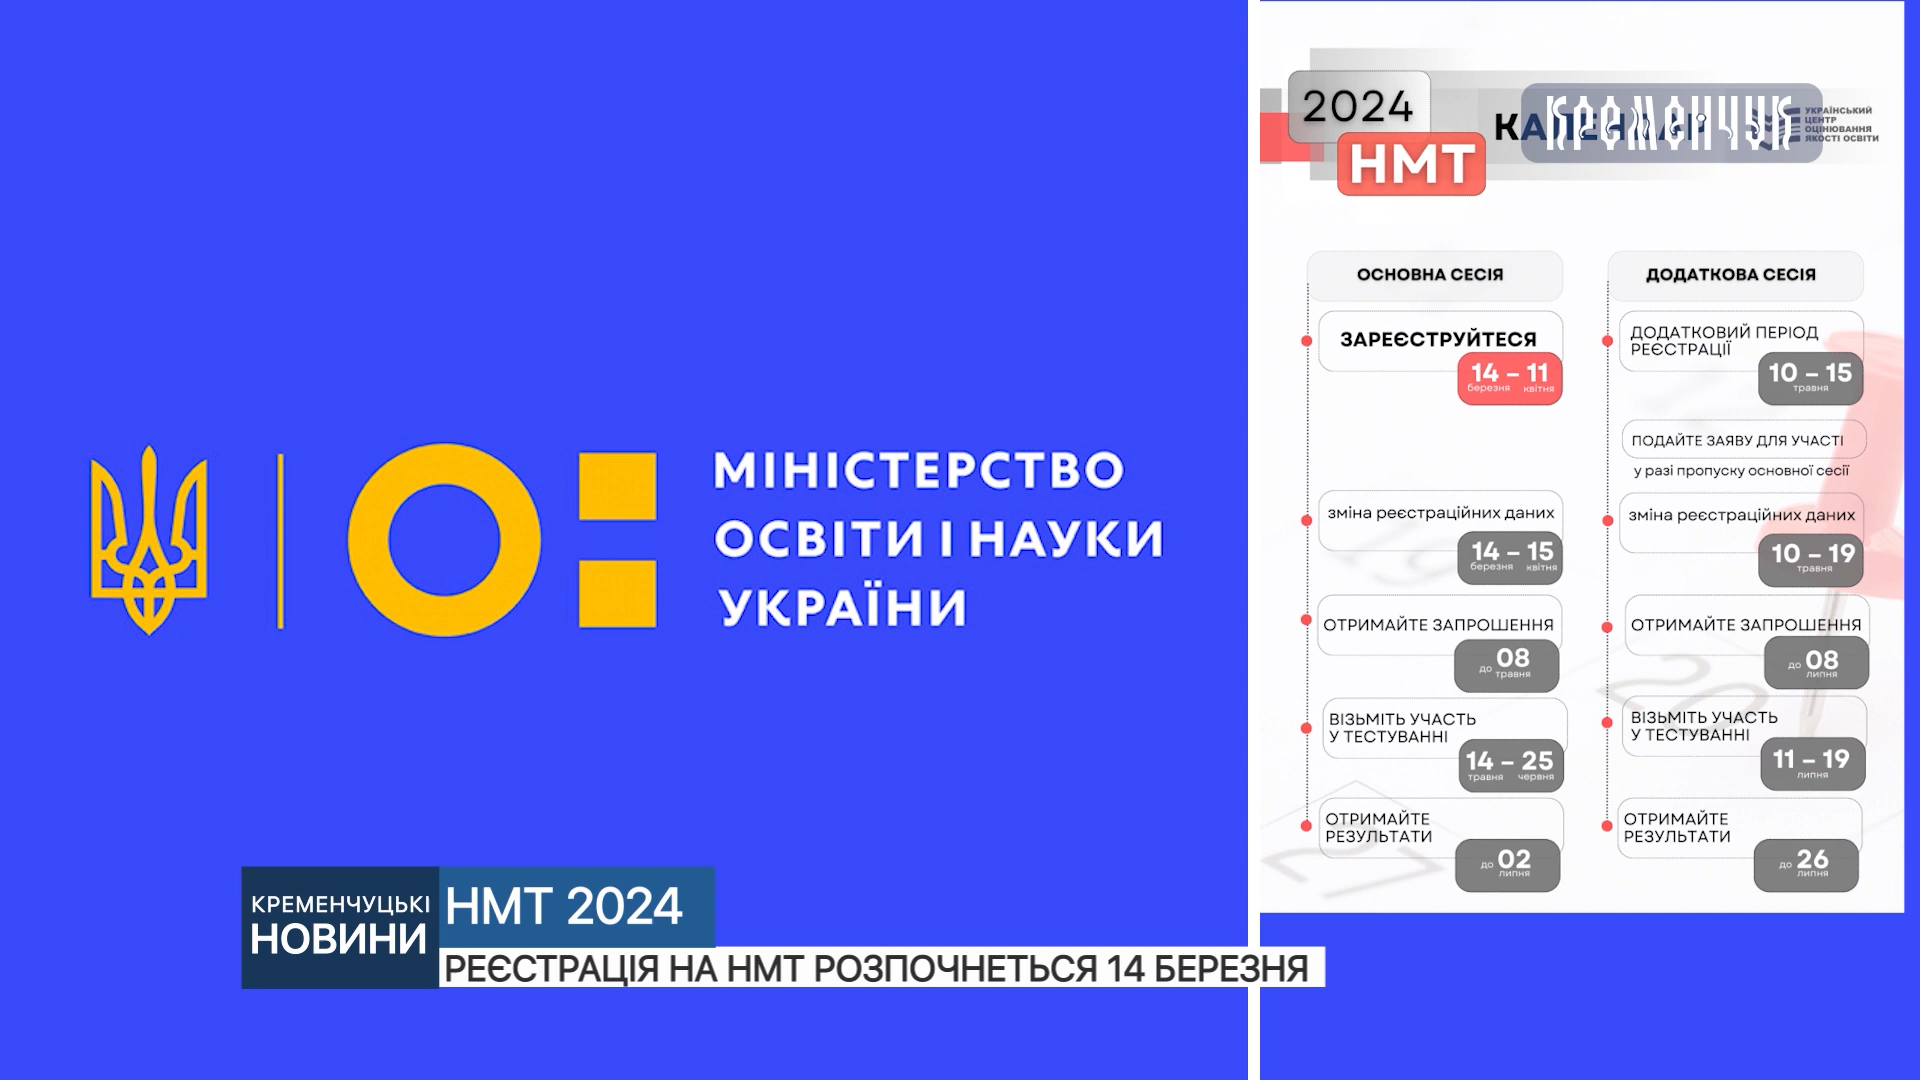 МІНІСТЕРСТВО
ОСВІТИ І НАУКИ
УКРАЇНИ
2024
НМТ
КРЕМЕНЧУК
УКРАЇНСЬКИЙ
ЦЕНТР
ОЦІНЮВАННЯ
ЯКОСТІ ОСВІТИ
ОСНОВНА СЕСІЯ
ЗАРЕЄСТРУЙТЕСЯ
14 – 11
березня квітня
зміна реєстраційних даних
14 – 15
березня квітня
ОТРИМАЙТЕ ЗАПРОШЕННЯ
до 08
травня
ВІЗЬМІТЬ УЧАСТЬ
У ТЕСТУВАННІ
14 – 25
травня червня
ОТРИМАЙТЕ
РЕЗУЛЬТАТИ
до 02
липня
ДОДАТКОВА СЕСІЯ
ДОДАТКОВИЙ ПЕРІОД
РЕЄСТРАЦІЇ
10 – 15
травня
ПОДАЙТЕ ЗАЯВУ ДЛЯ УЧАСТІ
у разі пропуску основної сесії
зміна реєстраційних даних
10 – 19
травня
ОТРИМАЙТЕ ЗАПРОШЕННЯ
до 08
липня
ВІЗЬМІТЬ УЧАСТЬ
У ТЕСТУВАННІ
11 – 19
липня
ОТРИМАЙТЕ
РЕЗУЛЬТАТИ
до 26
липня
КРЕМЕНЧУЦЬКІ
НОВИНИ
НМТ 2024
РЕЄСТРАЦІЯ НА НМТ РОЗПОЧНЕТЬСЯ 14 БЕРЕЗНЯ